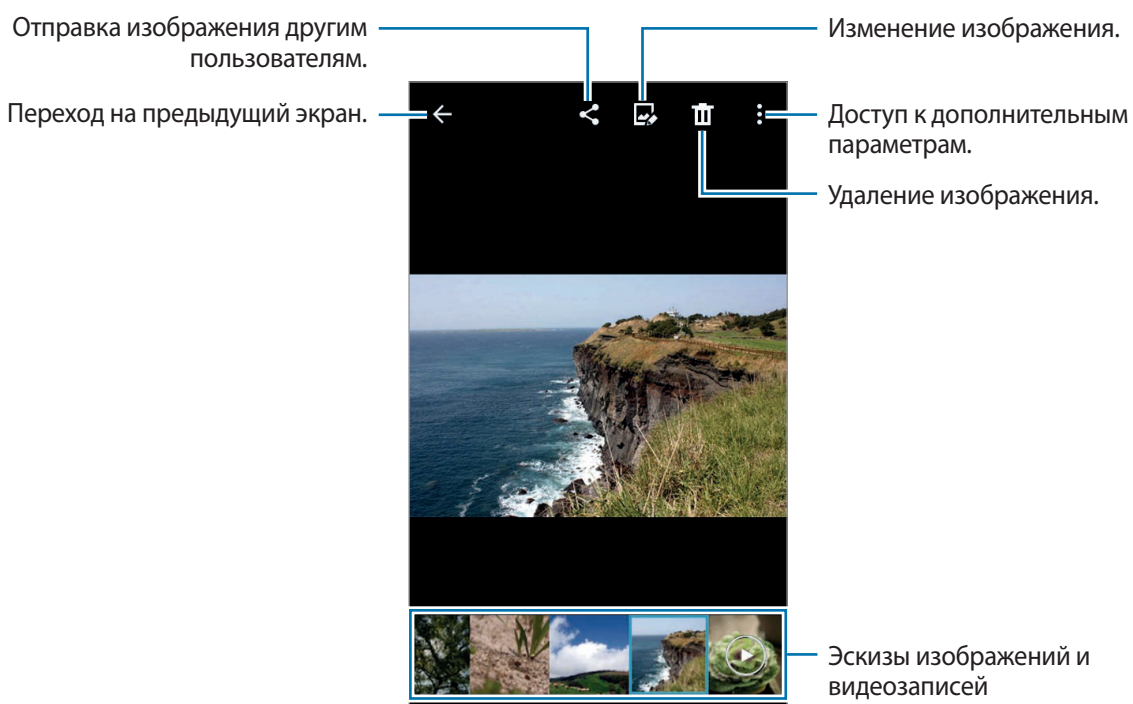 Отправка изображения другим
пользователям.
Переход на предыдущий экран.
Изменение изображения.
Доступ к дополнительным
параметрам.
Удаление изображения.
Эскизы изображений и
видеозаписей